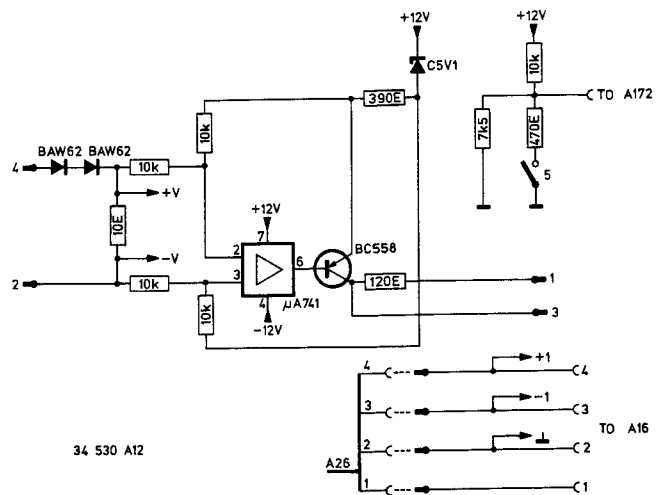 +12V
+12V
C5V1
10k
390E
TO A172
10k
7k5
470E
BAW62 BAW62
4
10k
5
+V
10E
+12V
7
BC558
-V
2
6
3
1
2
10k
4
µA741
120E
10k
-12V
3
4
+1
4
3
-1
3
TO A16
34 530 A12
2
2
A26
1
1